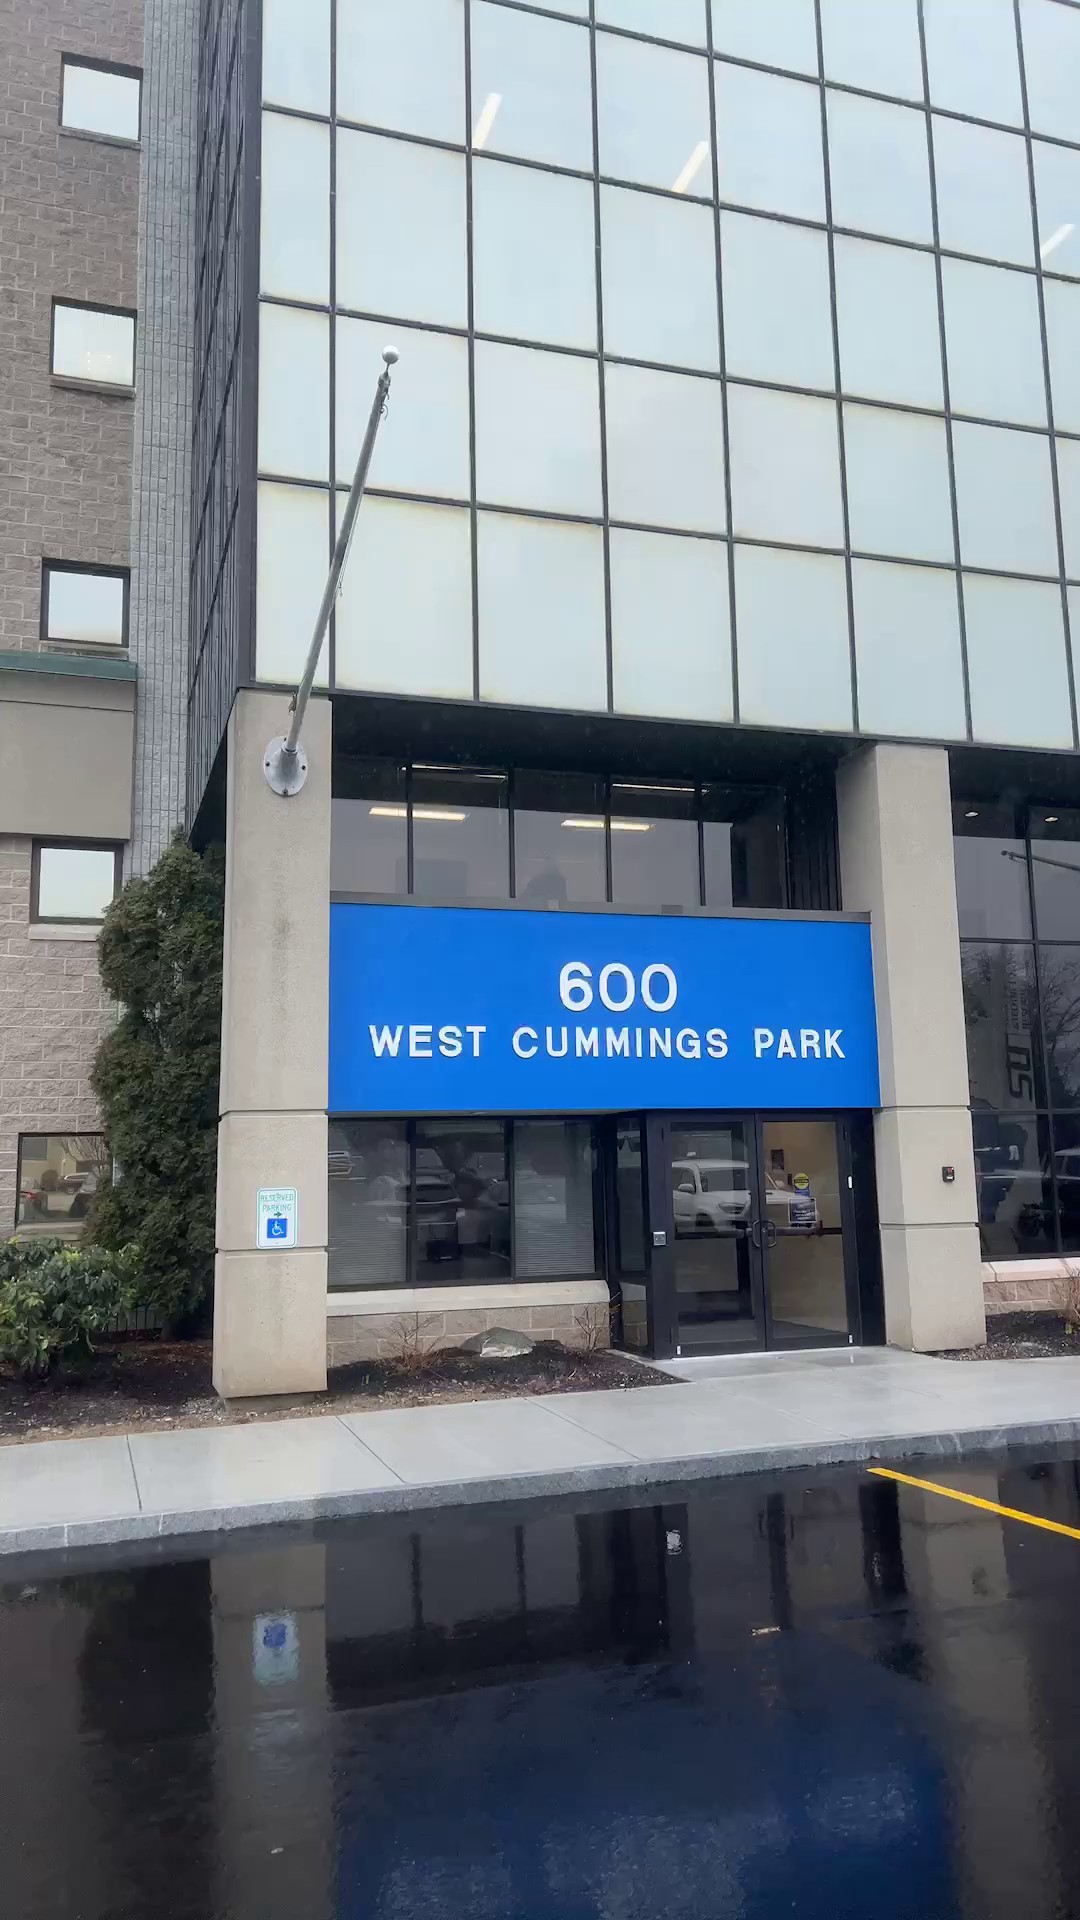 600
WEST CUMMINGS PARK
RESERVED
PARKING